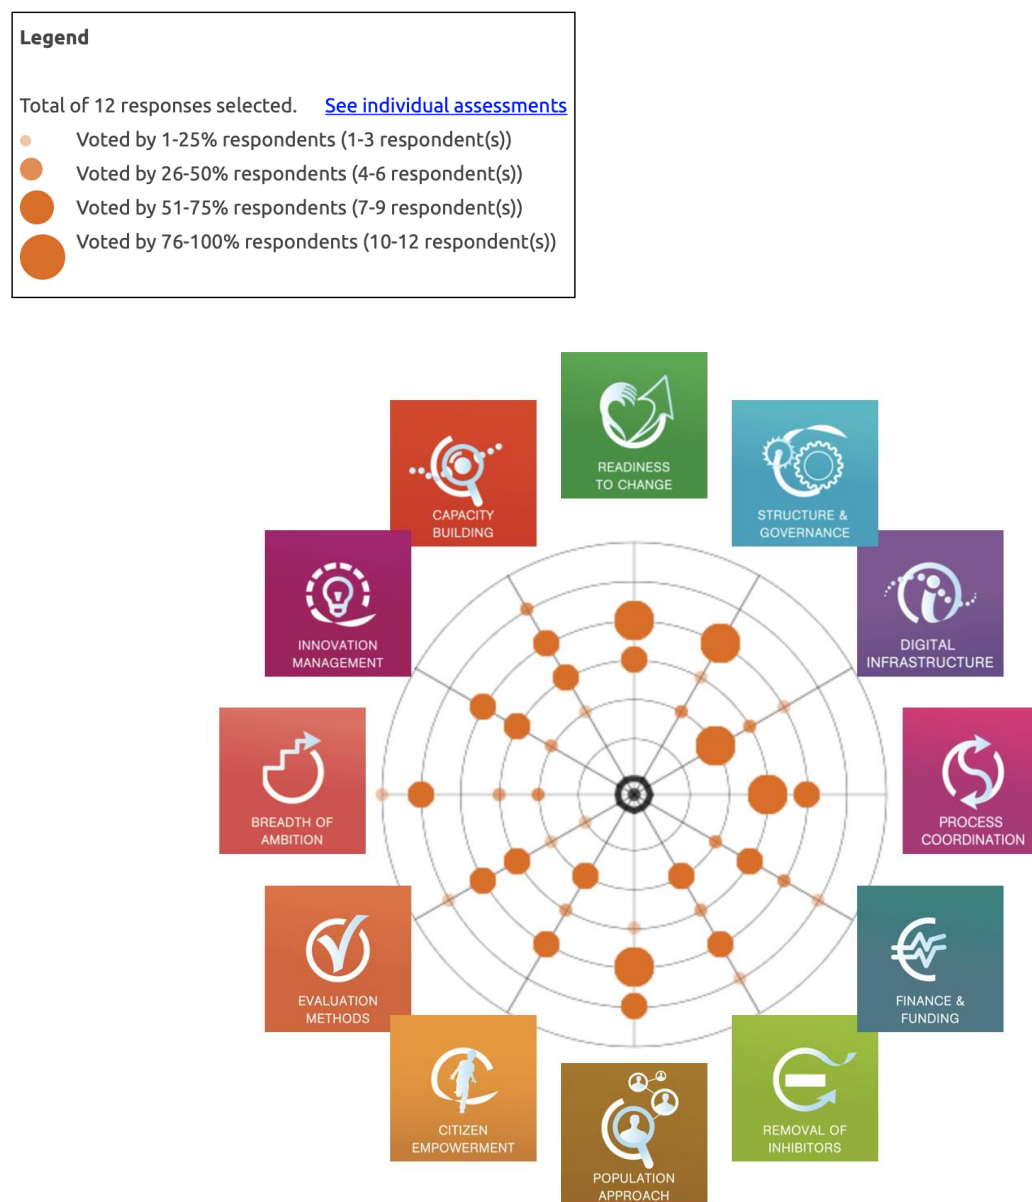 Legend
Total of 12 responses selected. See individual assessments
Voted by 1-25% respondents (1-3 respondent(s))
Voted by 26-50% respondents (4-6 respondent(s))
Voted by 51-75% respondents (7-9 respondent(s))
Voted by 76-100% respondents (10-12 respondent(s))
READINESS
TO CHANGE
CAPACITY
BUILDING
STRUCTURE &
GOVERNANCE
INNOVATION
MANAGEMENT
DIGITAL
INFRASTRUCTURE
BREADTH OF
AMBITION
PROCESS
COORDINATION
EVALUATION
METHODS
FINANCE &
FUNDING
CITIZEN
EMPOWERMENT
REMOVAL OF
INHIBITORS
POPULATION
APPROACH